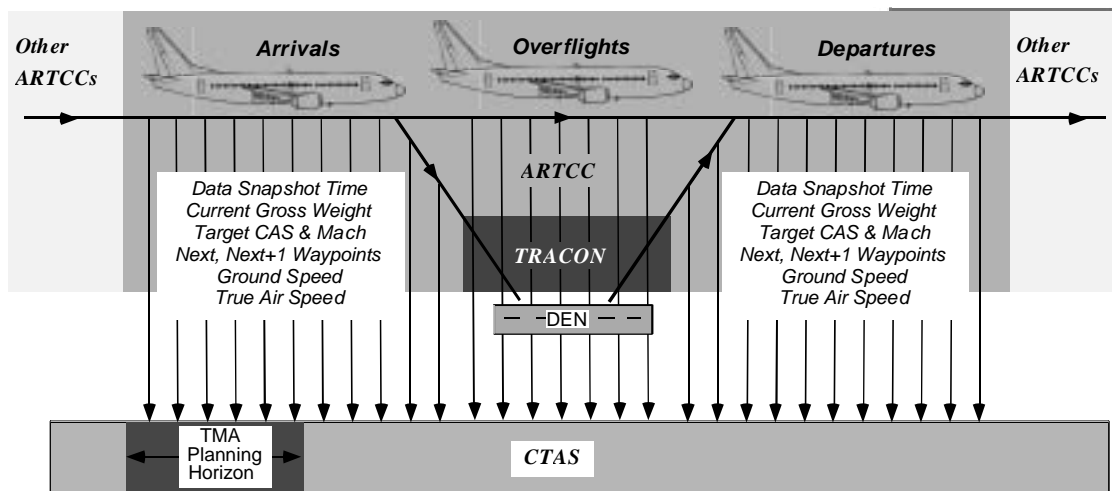 Other
ARTCCs
Arrivals
Overflights
Departures
Other
ARTCCs
ARTCC
Data Snapshot Time
Current Gross Weight
Target CAS & Mach
Next, Next+1 Waypoints
Ground Speed
True Air Speed
TRACON
DEN
Data Snapshot Time
Current Gross Weight
Target CAS & Mach
Next, Next+1 Waypoints
Ground Speed
True Air Speed
TMA
Planning
Horizon
CTAS